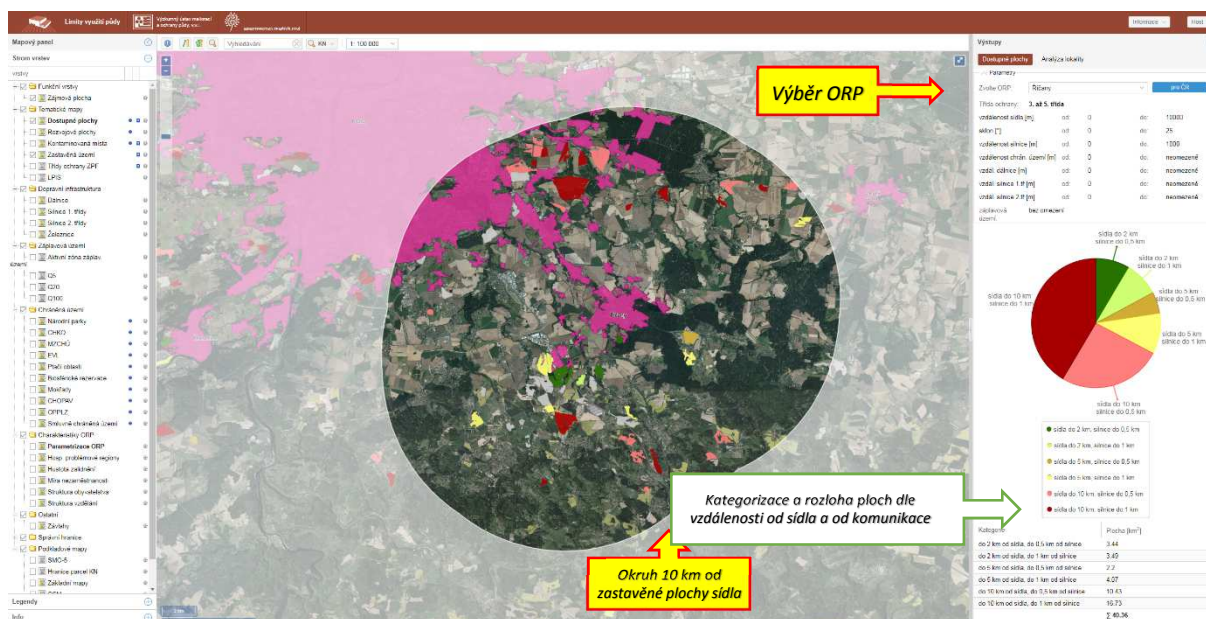 Limity využití půdy
Výzkumný ústav meliorací
a ochrany půdy, v.v.i.
Informace
Mapový panel
Vyhledávání
KN
1: 100 000
Strom vrstev
vrstvy
Funkční vrstvy
Zájmová plocha
Tematické mapy
Dostupné plochy
Rozvojové plochy
Kontaminovaná místa
Zastavěná území
Třídy ochrany ZPF
LPIS
Dopravní infrastruktura
Dálnice
Silnice 1. třídy
Silnice 2. třídy
Železnice
Záplavová území
Aktivní zóna záplav.
území
Q5
Q20
Q100
Chráněná území
Národní parky
CHKO
MZCHÚ
EVL
Ptačí oblasti
Biosférické rezervace
Mokřady
CHOPAV
OPPLZ
Smluvně chráněná území
Charakteristiky ORP
Parametrizace ORP
Hosp. problémové regiony
Hustota zalidnění
Míra nezaměstnanosti
Struktura obyvatelstva
Struktura vzdělání
Ostatní
Závlahy
Správní hranice
Podkladové mapy
SMO-5
Hranice parcel KN
Základní mapy
Legendy
Info
Výběr ORP
Kategorizace a rozloha ploch dle
vzdálenosti od sídla a od komunikace
Okruh 10 km od
zastavěné plochy sídla
Výstupy
Dostupné plochy
Analýza lokality
Parametry
Zvolte ORP:
Říčany
pro ČR
Třída ochrany:
3. až 5. třída
vzdálenost sídla [m] od: 0 do: 10000
sklon [°] od: 0 do: 25
vzdálenost silnice [m] od: 0 do: 1000
vzdálenost chrán. území [m] od: 0 do: neomezené
vzdál. dálnice [m] od: 0 do: neomezené
vzdál. silnice 1.tř [m] od: 0 do: neomezené
vzdál. silnice 2.tř [m] od: 0 do: neomezené
záplavová
území:
bez omezení
sídla do 2 km
silnice do 0,5 km
sídla do 2 km
silnice do 1 km
sídla do 5 km
silnice do 0,5 km
sídla do 5 km
silnice do 1 km
sídla do 10 km
silnice do 0,5 km
sídla do 10 km
silnice do 1 km
sídla do 2 km, silnice do 0,5 km
sídla do 2 km, silnice do 1 km
sídla do 5 km, silnice do 0,5 km
sídla do 5 km, silnice do 1 km
sídla do 10 km, silnice do 0,5 km
sídla do 10 km, silnice do 1 km
Kategorie Plocha [km²]
do 2 km od sídla, do 0,5 km od silnice 3.44
do 2 km od sídla, do 1 km od silnice 3.49
do 5 km od sídla, do 0,5 km od silnice 2.2
do 5 km od sídla, do 1 km od silnice 4.07
do 10 km od sídla, do 0,5 km od silnice 10.43
do 10 km od sídla, do 1 km od silnice 16.73
∑ 40.36